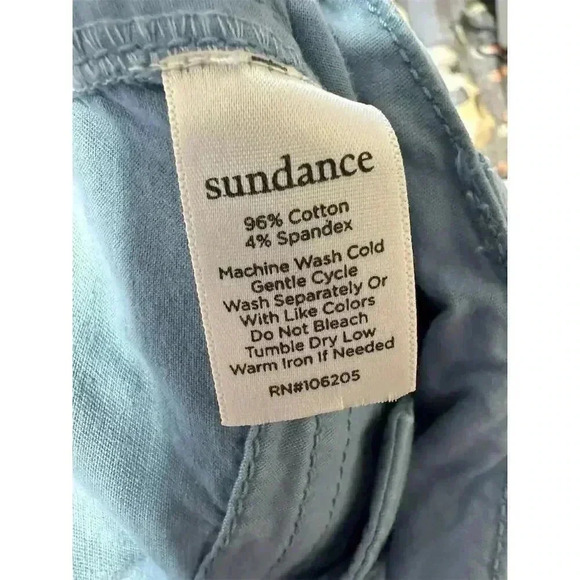 sundance
96% Cotton
4% Spandex
Machine Wash Cold
Gentle Cycle
Wash Separately Or
With Like Colors
Do Not Bleach
Tumble Dry Low
Warm Iron If Needed
RN#106205